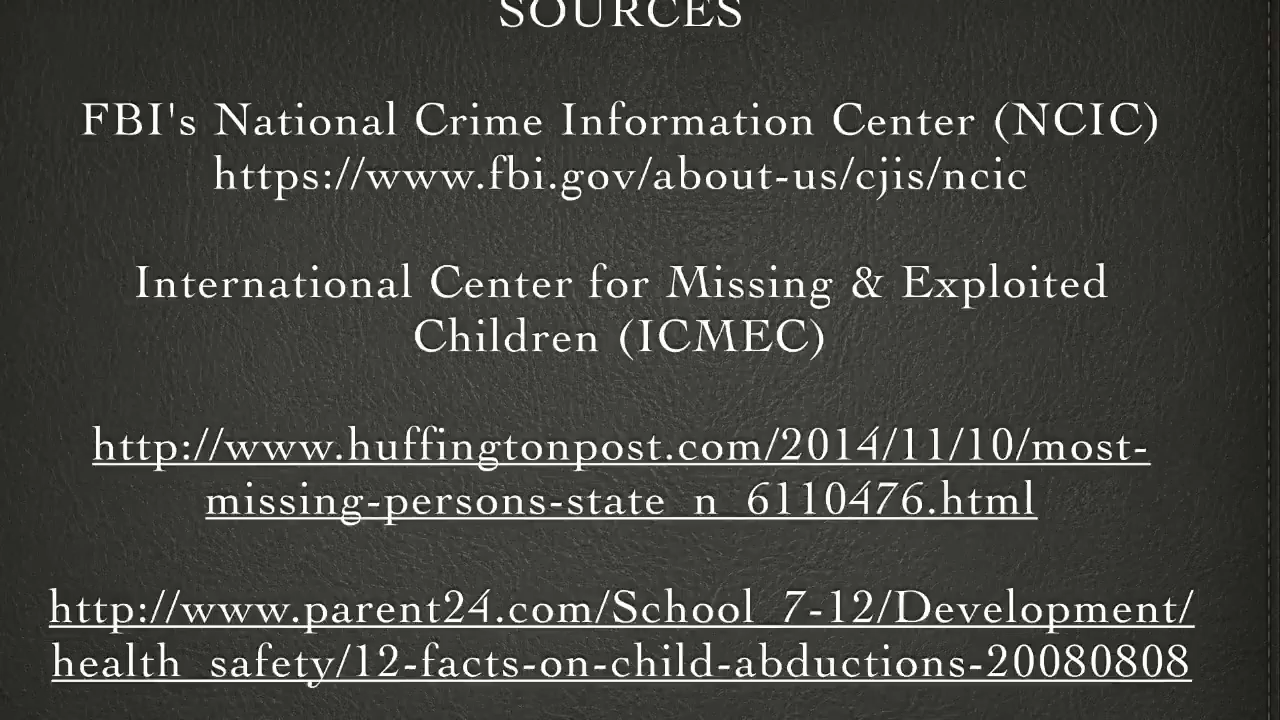 SOURCES
FBI's National Crime Information Center (NCIC)
https://www.fbi.gov/about-us/cjis/ncic
International Center for Missing & Exploited
Children (ICMEC)
http://www.huffingtonpost.com/2014/11/10/most-
missing-persons-state_n_6110476.html
http://www.parent24.com/School_7-12/Development/
health_safety/12-facts-on-child-abductions-20080808